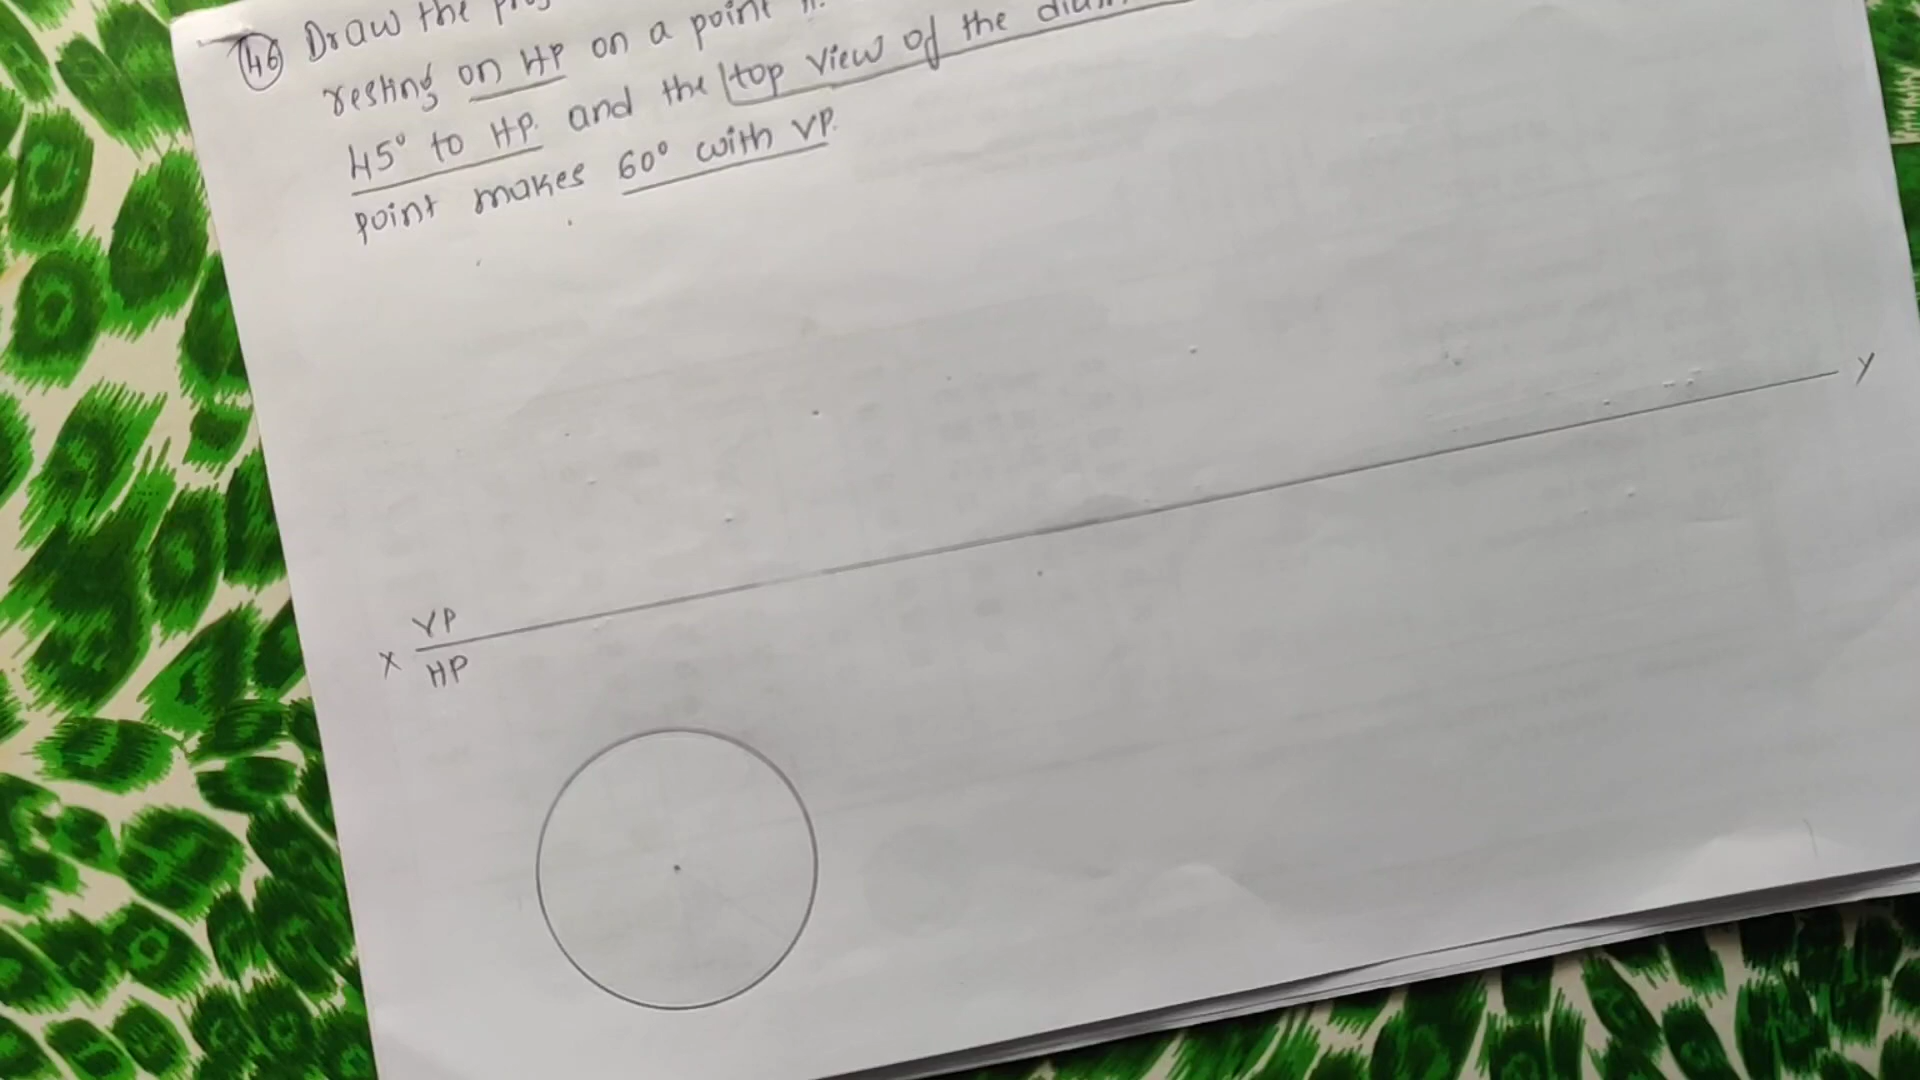 46 Draw the
resting on HP on a point
45° to HP. and the top view of the
point makes 60° with VP.
Y
VP
X
HP